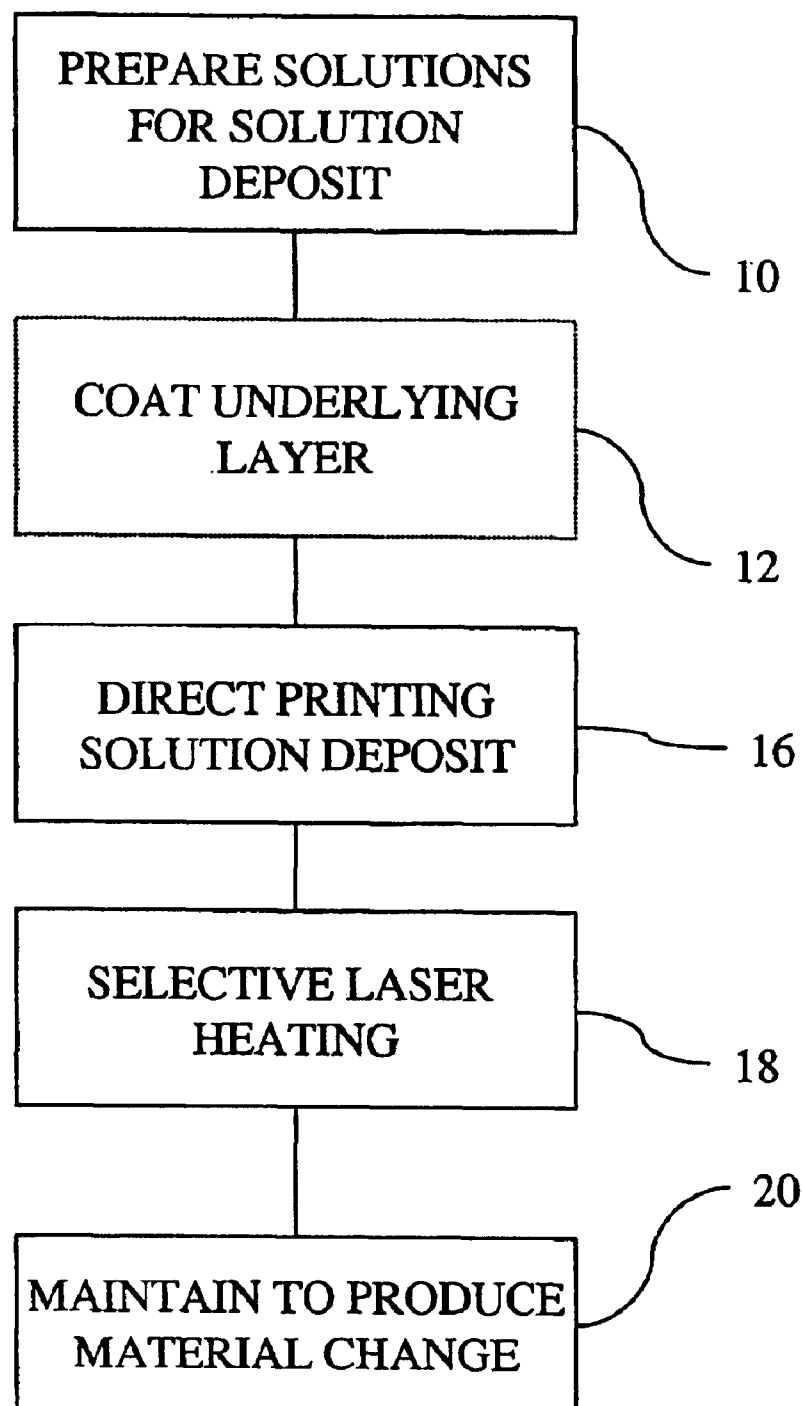 PREPARE SOLUTIONS
FOR SOLUTION
DEPOSIT
10
COAT UNDERLYING
LAYER
12
DIRECT PRINTING
SOLUTION DEPOSIT
16
SELECTIVE LASER
HEATING
18
20
MAINTAIN TO PRODUCE
MATERIAL CHANGE